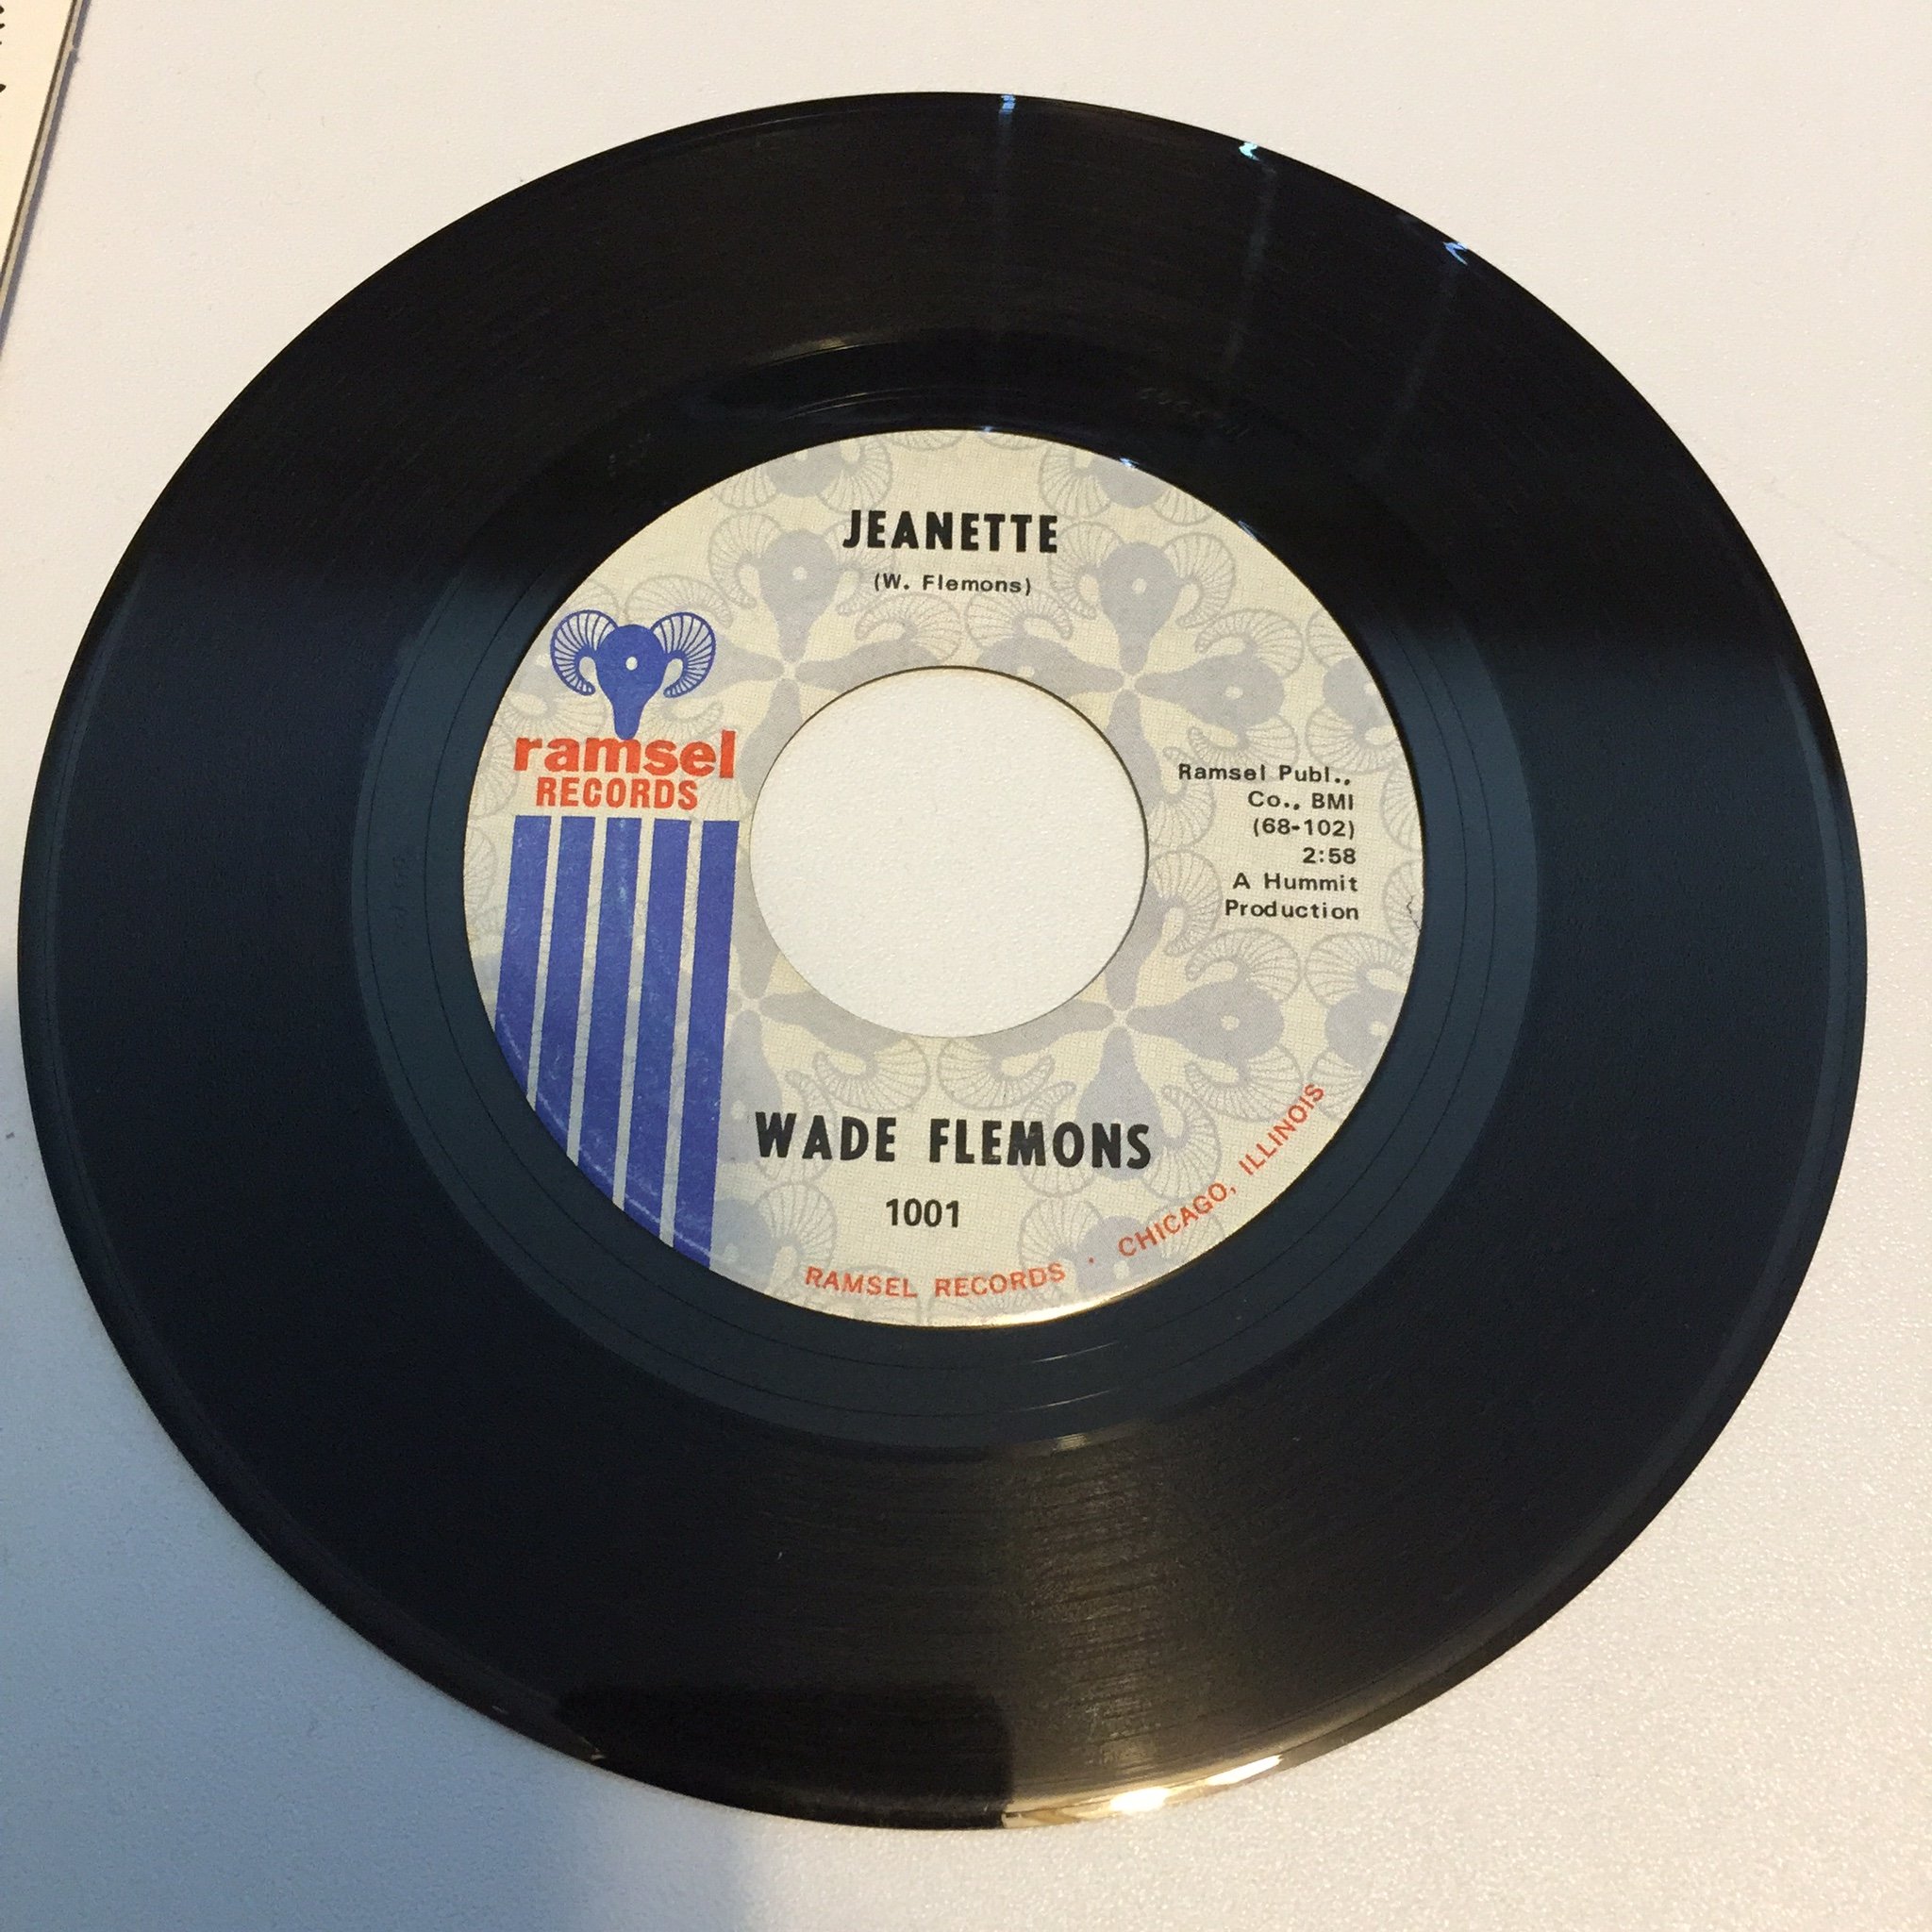 JEANETTE
(W. Flemons)
ramsel
RECORDS
Ramsel Publ.,
Co., BMI
(68-102)
2:58
A Hummit
Production
WADE FLEMONS
1001
RAMSEL RECORDS · CHICAGO, ILLINOIS